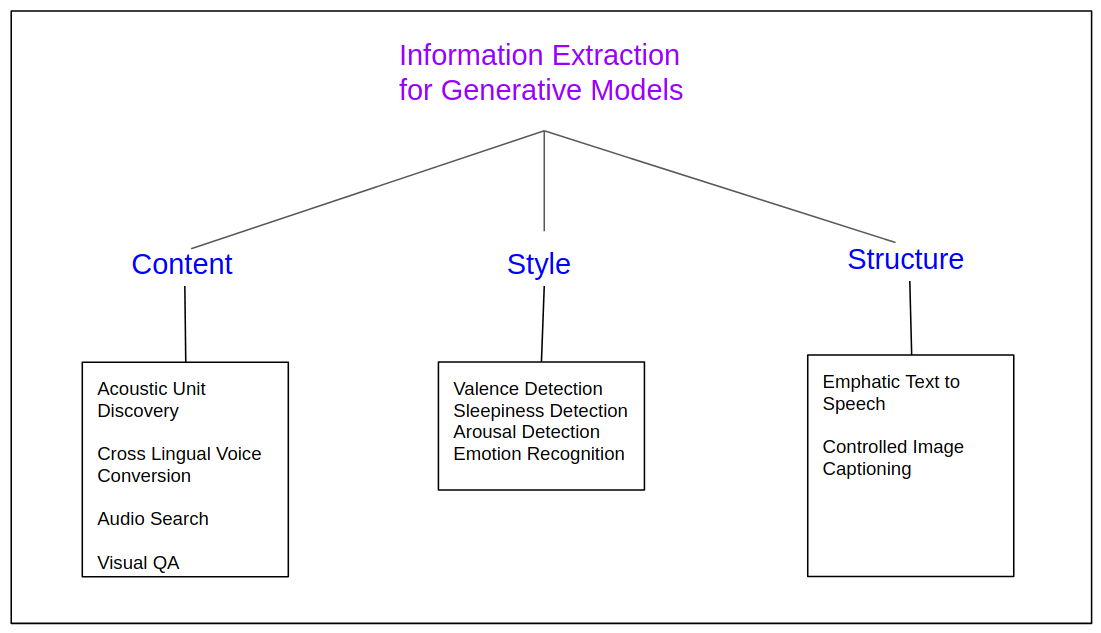 Information Extraction
for Generative Models
Content
Style
Structure
Acoustic Unit
Discovery
Cross Lingual Voice
Conversion
Audio Search
Visual QA
Valence Detection
Sleepiness Detection
Arousal Detection
Emotion Recognition
Emphatic Text to
Speech
Controlled Image
Captioning